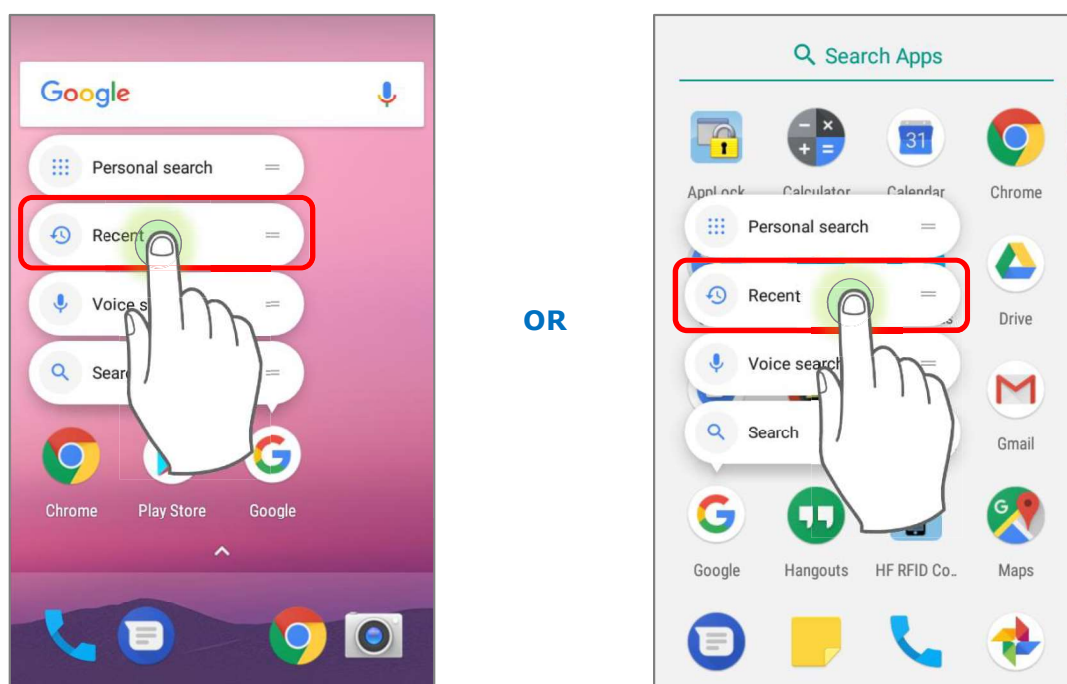 Google
Personal search
Recent
Voice s
Sear
Chrome Play Store Google
OR
Search Apps
31
AppLock Calculator Calendar Chrome
Personal search
Recent
Drive
Voice search
Search
Gmail
Google Hangouts HF RFID Co.. Maps